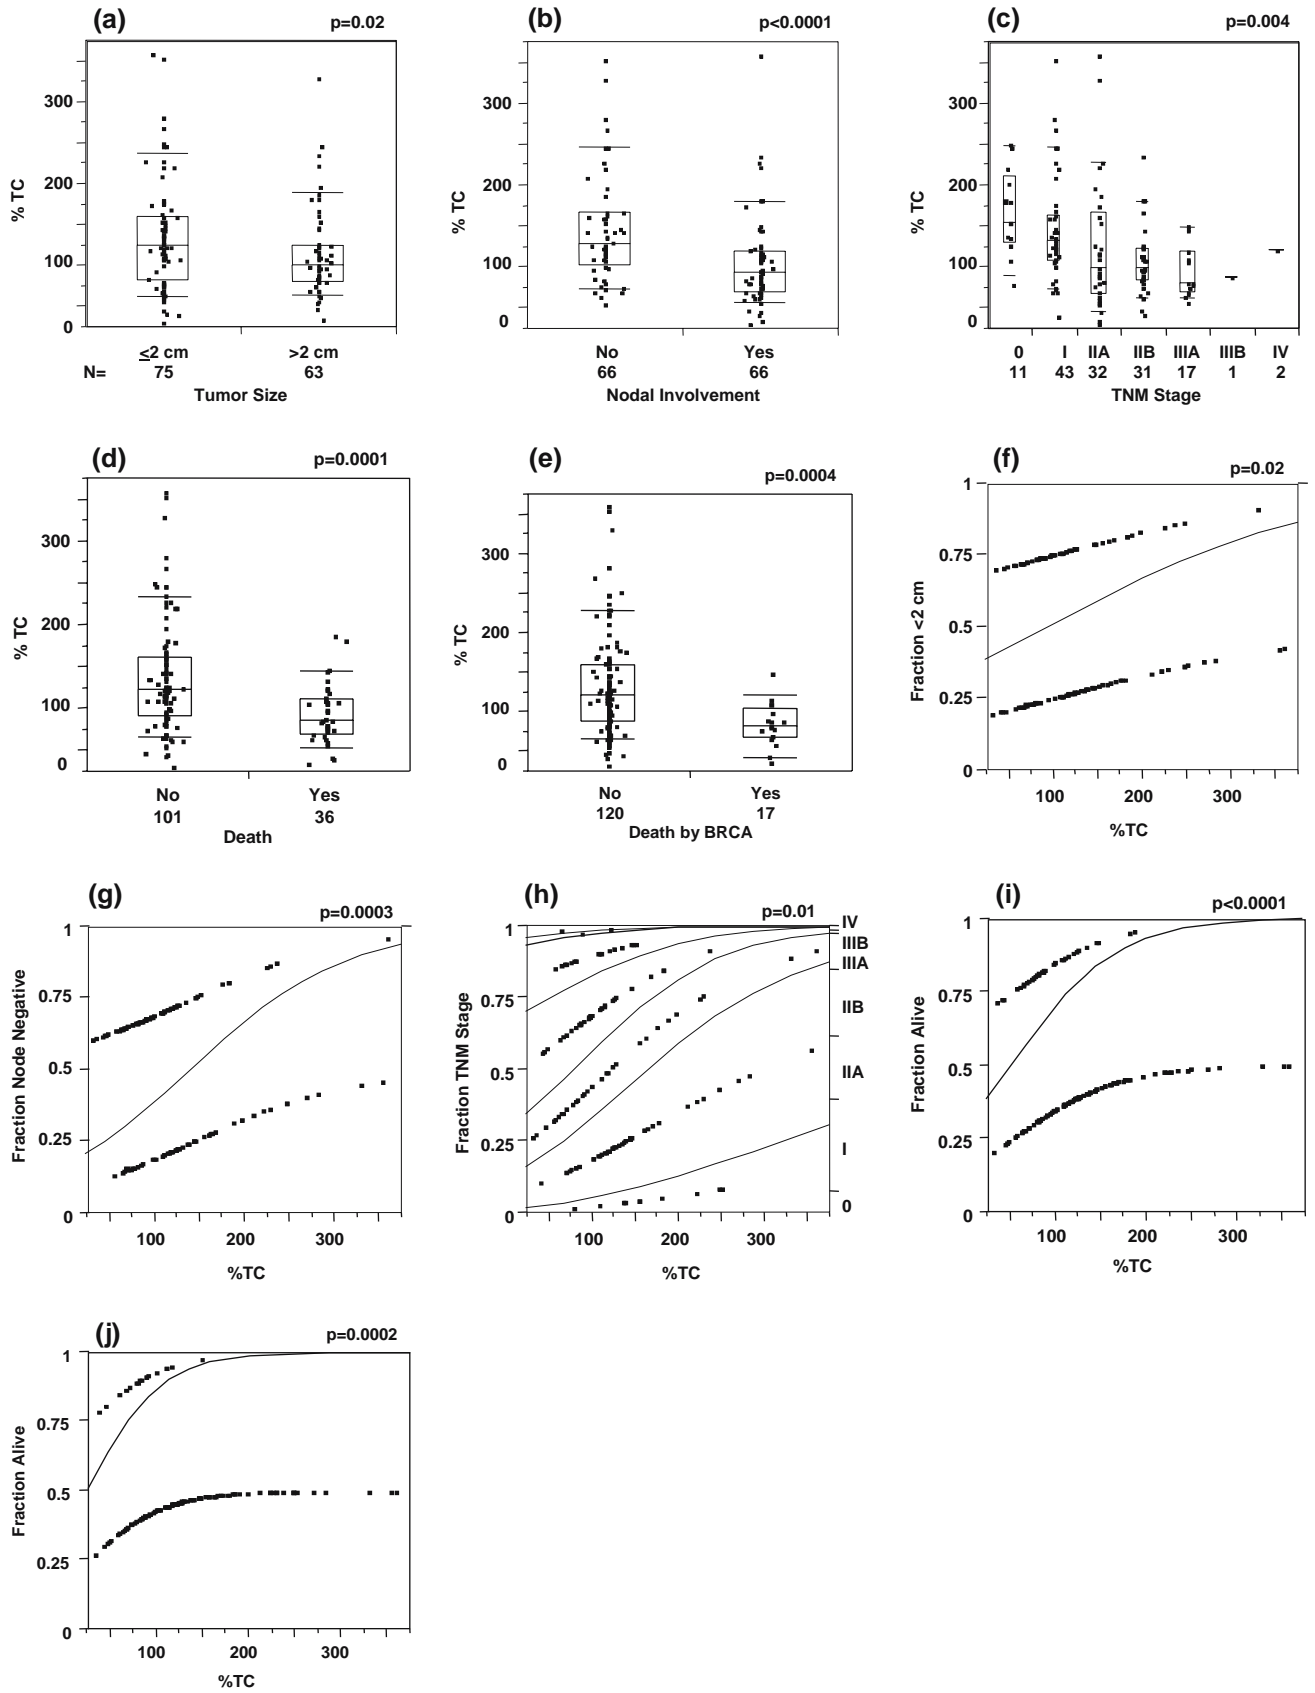 (a)
p=0.02
% TC
300
200
100
0
≤2 cm
>2 cm
N=
75
63
Tumor Size
(b)
p<0.0001
% TC
300
200
100
0
No
Yes
66
66
Nodal Involvement
(c)
p=0.004
% TC
300
200
100
0
0
I
IIA
IIB
IIIA
IIIB
IV
11
43
32
31
17
1
2
TNM Stage
(d)
p=0.0001
% TC
300
200
100
0
No
Yes
101
36
Death
(e)
p=0.0004
% TC
300
200
100
0
No
Yes
120
17
Death by BRCA
(f)
p=0.02
Fraction <2 cm
1
0.75
0.5
0.25
0
100
200
300
%TC
(g)
p=0.0003
Fraction Node Negative
1
0.75
0.5
0.25
0
100
200
300
%TC
(h)
p=0.01
Fraction TNM Stage
1
0.75
0.5
0.25
0
IV
IIIB
IIIA
IIB
IIA
I
0
100
200
300
%TC
(i)
p<0.0001
Fraction Alive
1
0.75
0.5
0.25
0
100
200
300
%TC
(j)
p=0.0002
Fraction Alive
1
0.75
0.5
0.25
0
100
200
300
%TC